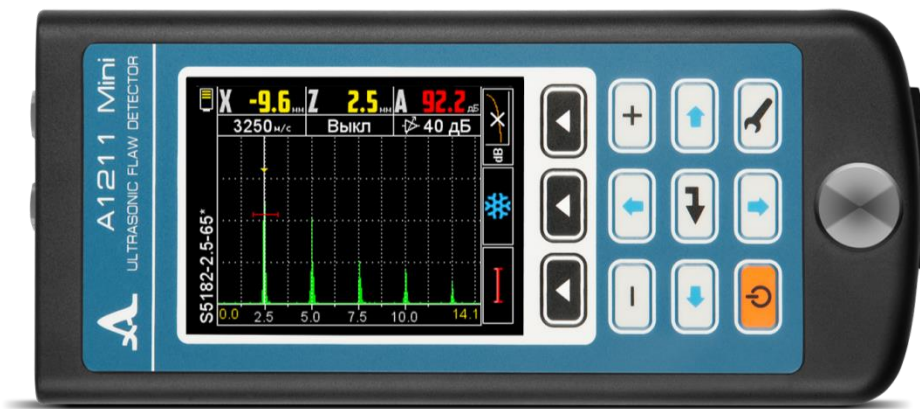 A1211 Mini
ULTRASONIC FLAW DETECTOR
X -9.6 мм Z 2.5 мм A 92.2 дБ
3250 м/с Выкл 40 дБ
dB
S5182-2.5-65*
0.0 2.5 5.0 7.5 10.0 14.1
+
−